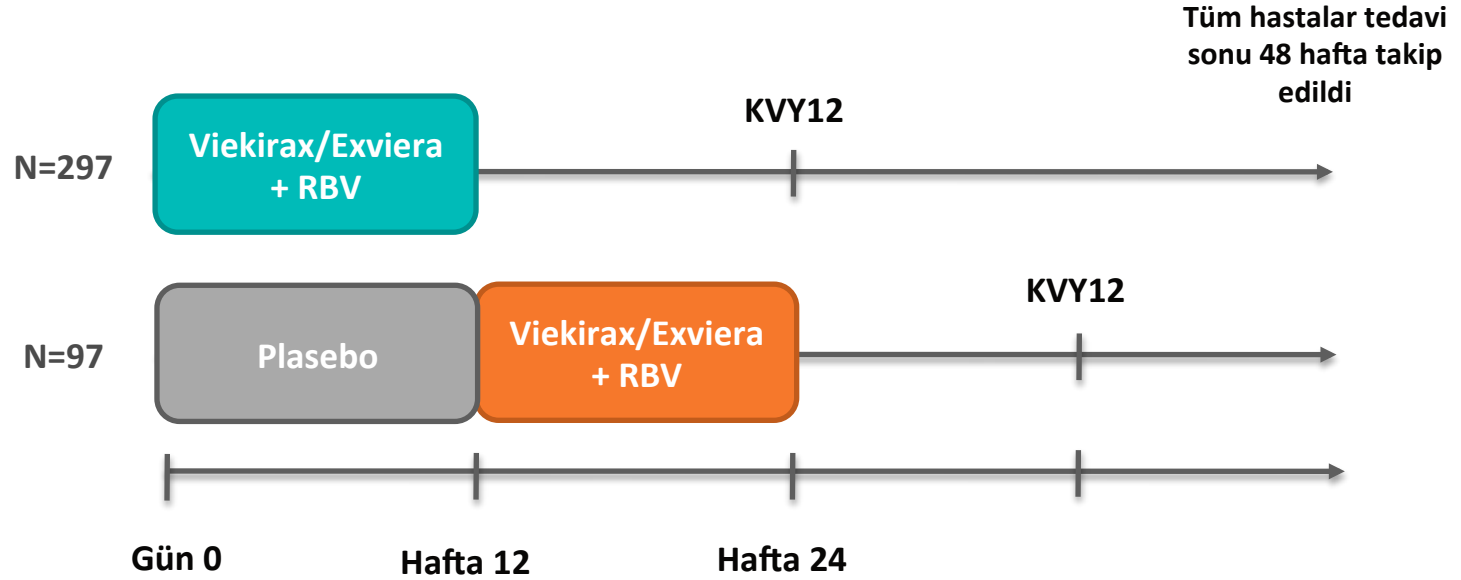 Tüm hastalar tedavi
sonu 48 hafta takip
edildi
KVY12
N=297
Viekirax/Exviera
+ RBV
KVY12
N=97
Plasebo
Viekirax/Exviera
+ RBV
Gün 0
Hafta 12
Hafta 24